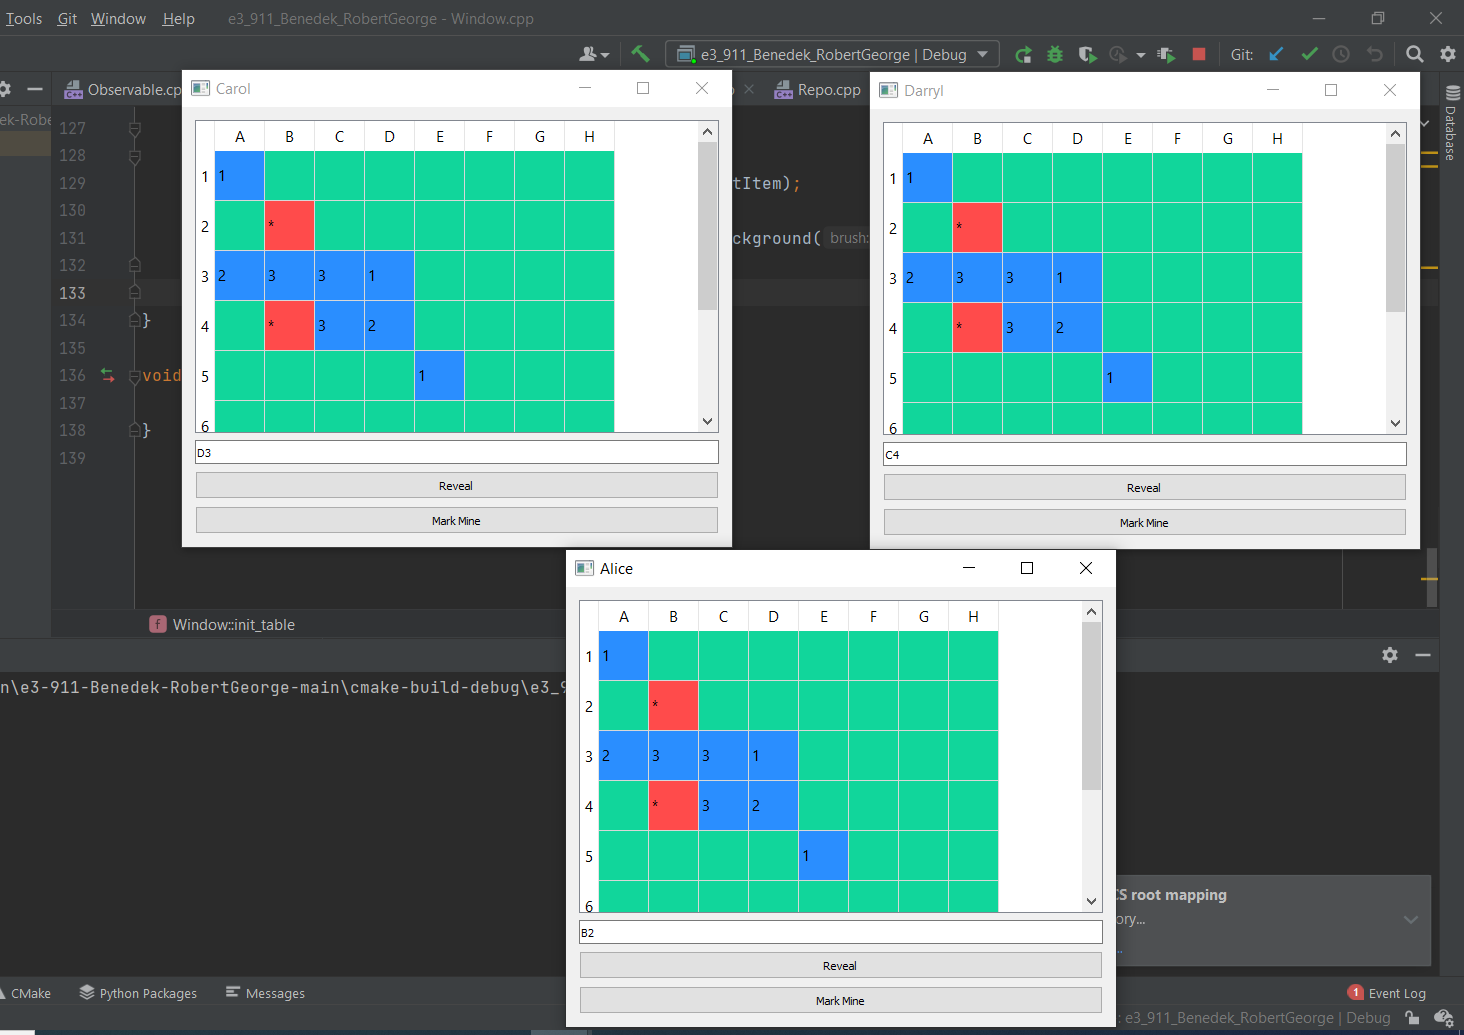 Tools Git Window Help e3_911_Benedek_RobertGeorge - Window.cpp
e3_911_Benedek_RobertGeorge | Debug Git:
Observable.cp
Repo.cpp
ek-Robe
127
128
129 tItem);
130
131 ckground( brush:
132
133
134 }
135
136 void
137
138 }
139
Database
Carol
A B C D E F G H
1 1
2 *
3 2 3 3 1
4 * 3 2
5 1
6
D3
Reveal
Mark Mine
Darryl
A B C D E F G H
1 1
2 *
3 2 3 3 1
4 * 3 2
5 1
6
C4
Reveal
Mark Mine
Alice
A B C D E F G H
1 1
2 *
3 2 3 3 1
4 * 3 2
5 1
6
B2
Reveal
Mark Mine
f Window::init_table
n\e3-911-Benedek-RobertGeorge-main\cmake-build-debug\e3_9
CS root mapping
ory...
CMake Python Packages Messages
1 Event Log
: e3_911_Benedek_RobertGeorge | Debug